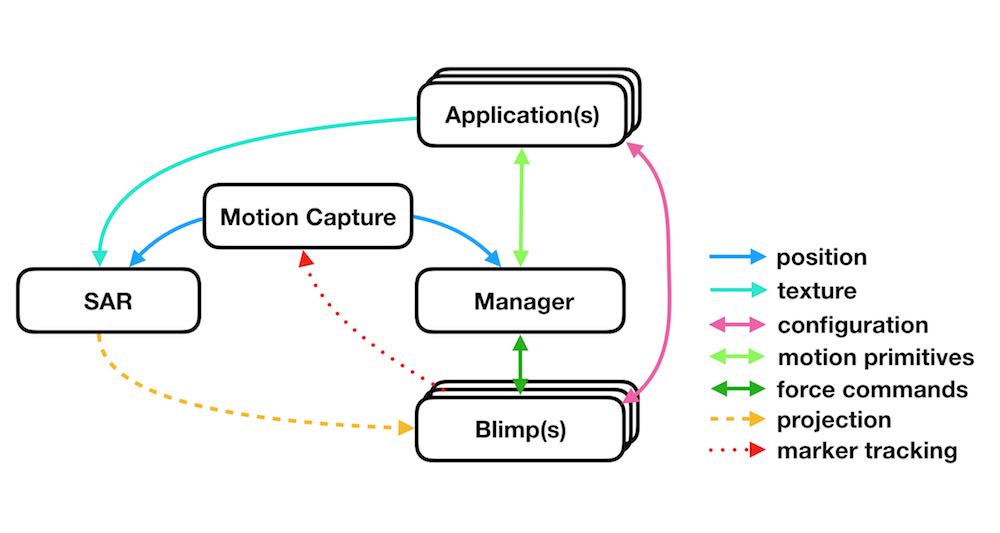 Application(s)
Motion Capture
SAR
Manager
Blimp(s)
position
texture
configuration
motion primitives
force commands
projection
marker tracking